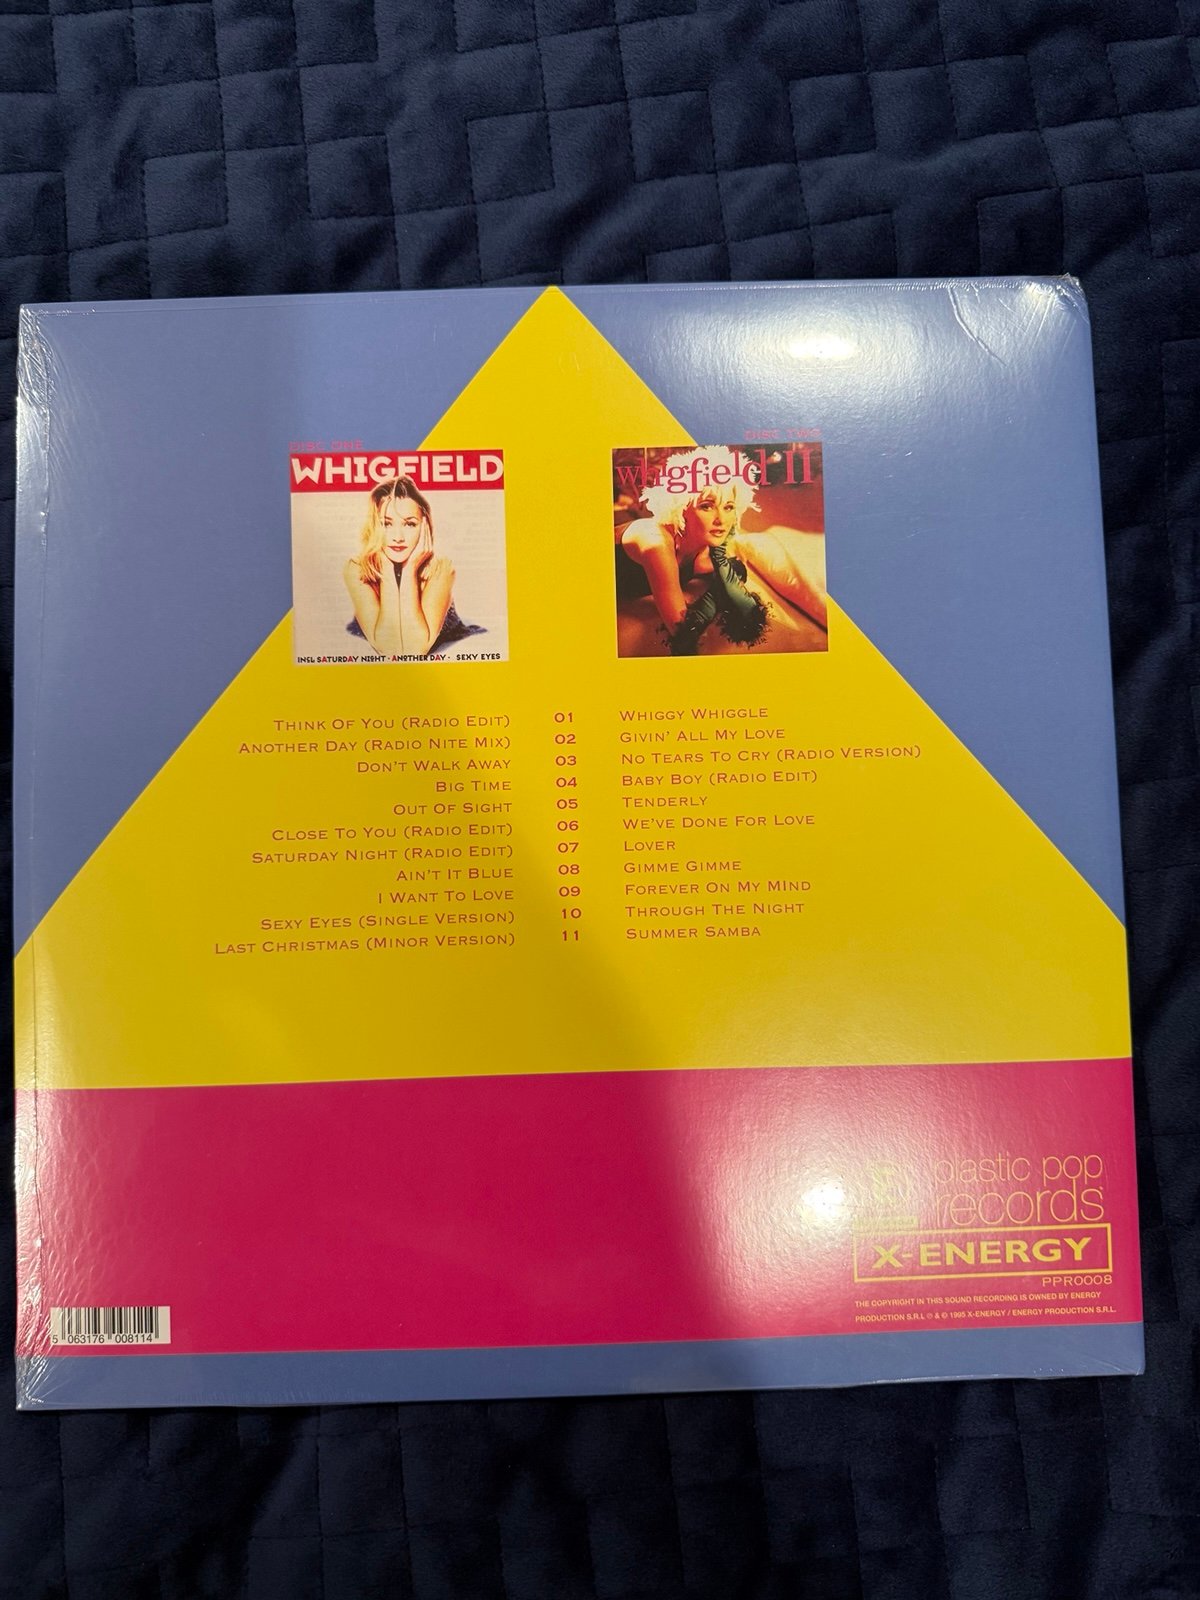 DISC ONE
WHIGFIELD
INCL SATURDAY NIGHT · ANOTHER DAY · SEXY EYES
DISC TWO
whigfield II
THINK OF YOU (RADIO EDIT) 01 WHIGGY WHIGGLE
ANOTHER DAY (RADIO NITE MIX) 02 GIVIN' ALL MY LOVE
DON'T WALK AWAY 03 NO TEARS TO CRY (RADIO VERSION)
BIG TIME 04 BABY BOY (RADIO EDIT)
OUT OF SIGHT 05 TENDERLY
CLOSE TO YOU (RADIO EDIT) 06 WE'VE DONE FOR LOVE
SATURDAY NIGHT (RADIO EDIT) 07 LOVER
AIN'T IT BLUE 08 GIMME GIMME
I WANT TO LOVE 09 FOREVER ON MY MIND
SEXY EYES (SINGLE VERSION) 10 THROUGH THE NIGHT
LAST CHRISTMAS (MINOR VERSION) 11 SUMMER SAMBA
plastic pop
records
X-ENERGY
PPR0008
THE COPYRIGHT IN THIS SOUND RECORDING IS OWNED BY ENERGY
PRODUCTION S.R.L ℗ & © 1995 X-ENERGY / ENERGY PRODUCTION S.R.L.
5 063176 008114